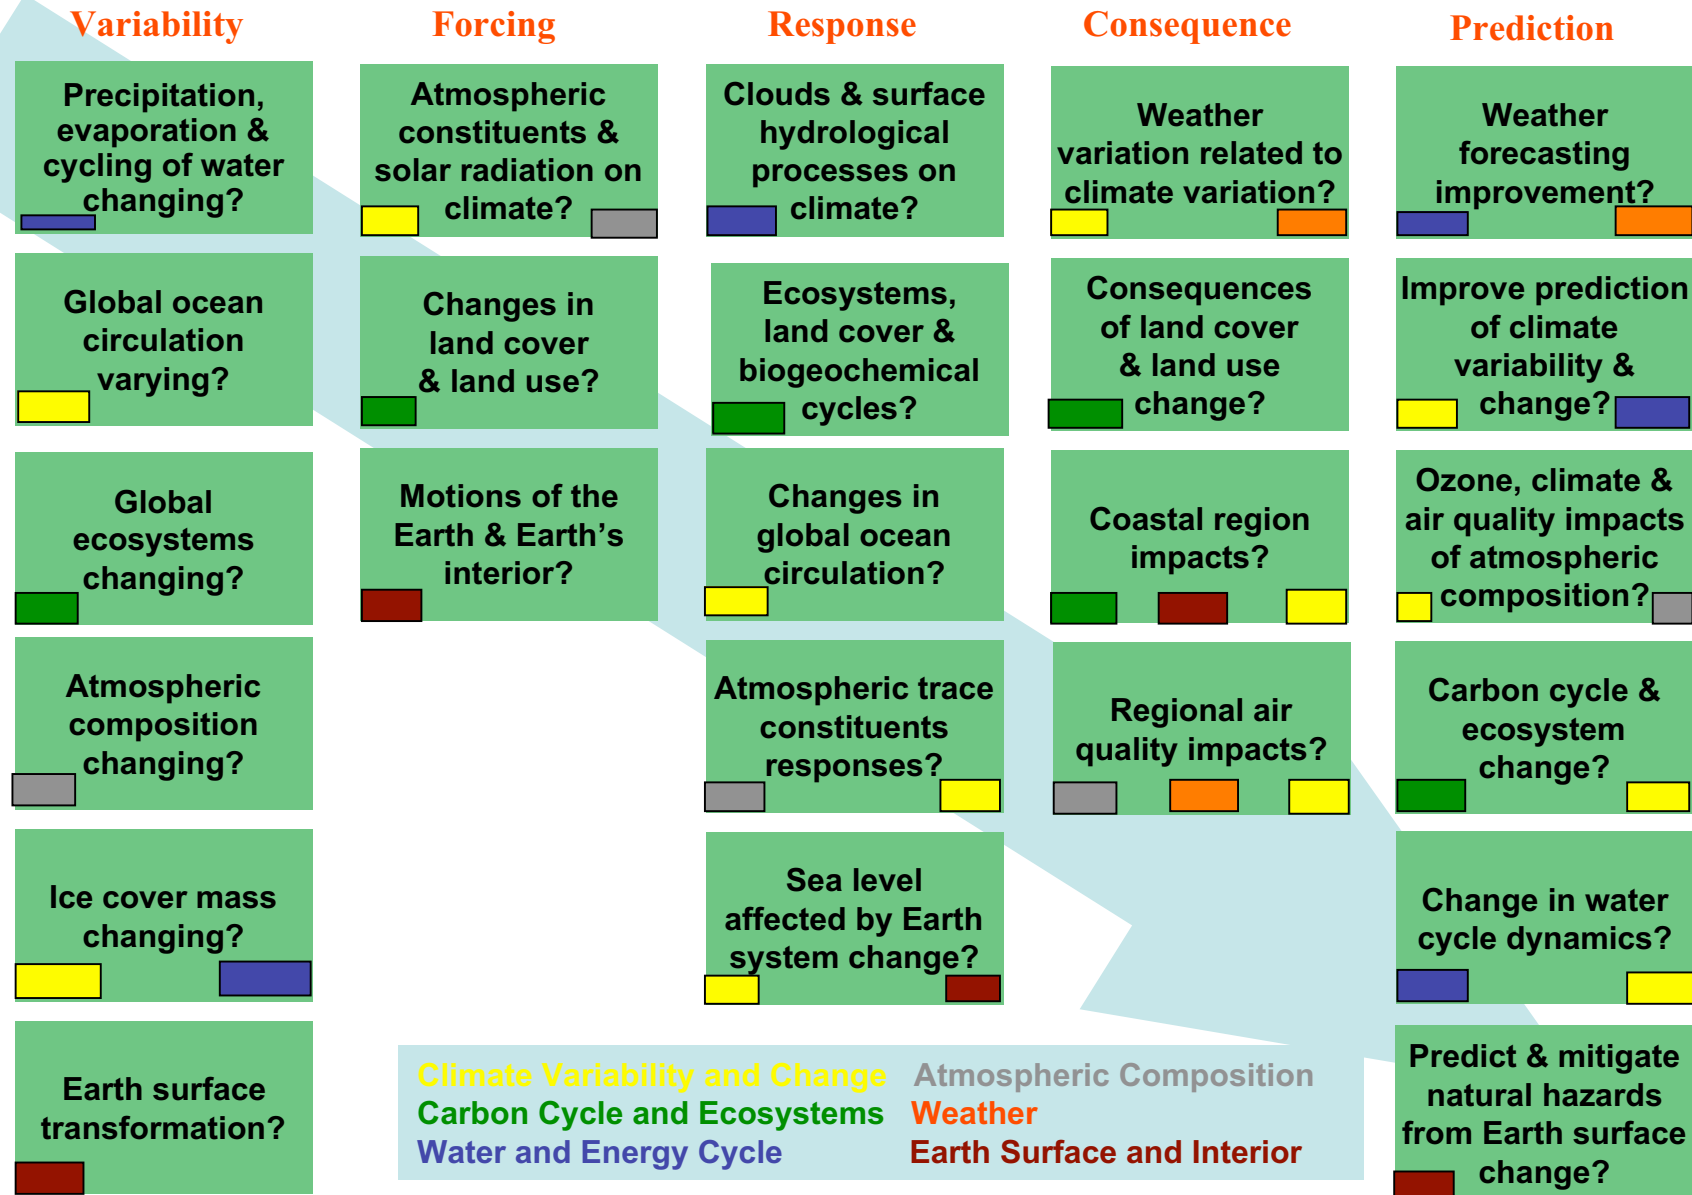 Variability
Forcing
Response
Consequence
Prediction
Precipitation,
evaporation &
cycling of water
changing?
Global ocean
circulation
varying?
Global
ecosystems
changing?
Atmospheric
composition
changing?
Ice cover mass
changing?
Earth surface
transformation?
Atmospheric
constituents &
solar radiation on
climate?
Changes in
land cover
& land use?
Motions of the
Earth & Earth’s
interior?
Clouds & surface
hydrological
processes on
climate?
Ecosystems,
land cover &
biogeochemical
cycles?
Changes in
global ocean
circulation?
Atmospheric trace
constituents
responses?
Sea level
affected by Earth
system change?
Weather
variation related to
climate variation?
Consequences
of land cover
& land use
change?
Coastal region
impacts?
Regional air
quality impacts?
Weather
forecasting
improvement?
Improve prediction
of climate
variability &
change?
Ozone, climate &
air quality impacts
of atmospheric
composition?
Carbon cycle &
ecosystem
change?
Change in water
cycle dynamics?
Predict & mitigate
natural hazards
from Earth surface
change?
Climate Variability and Change
Atmospheric Composition
Carbon Cycle and Ecosystems
Weather
Water and Energy Cycle
Earth Surface and Interior